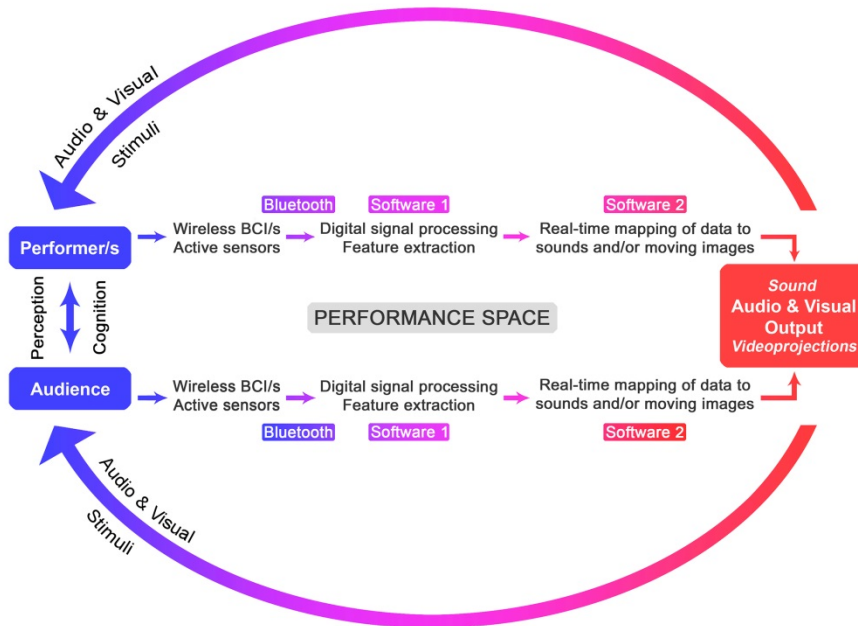 Audio & Visual
Stimuli
Bluetooth
Software 1
Software 2
Performer/s
Wireless BCI/s
Active sensors
Digital signal processing
Feature extraction
Real-time mapping of data to
sounds and/or moving images
Perception
Cognition
PERFORMANCE SPACE
Sound
Audio & Visual
Output
Videoprojections
Audience
Wireless BCI/s
Active sensors
Digital signal processing
Feature extraction
Real-time mapping of data to
sounds and/or moving images
Bluetooth
Software 1
Software 2
Audio & Visual
Stimuli